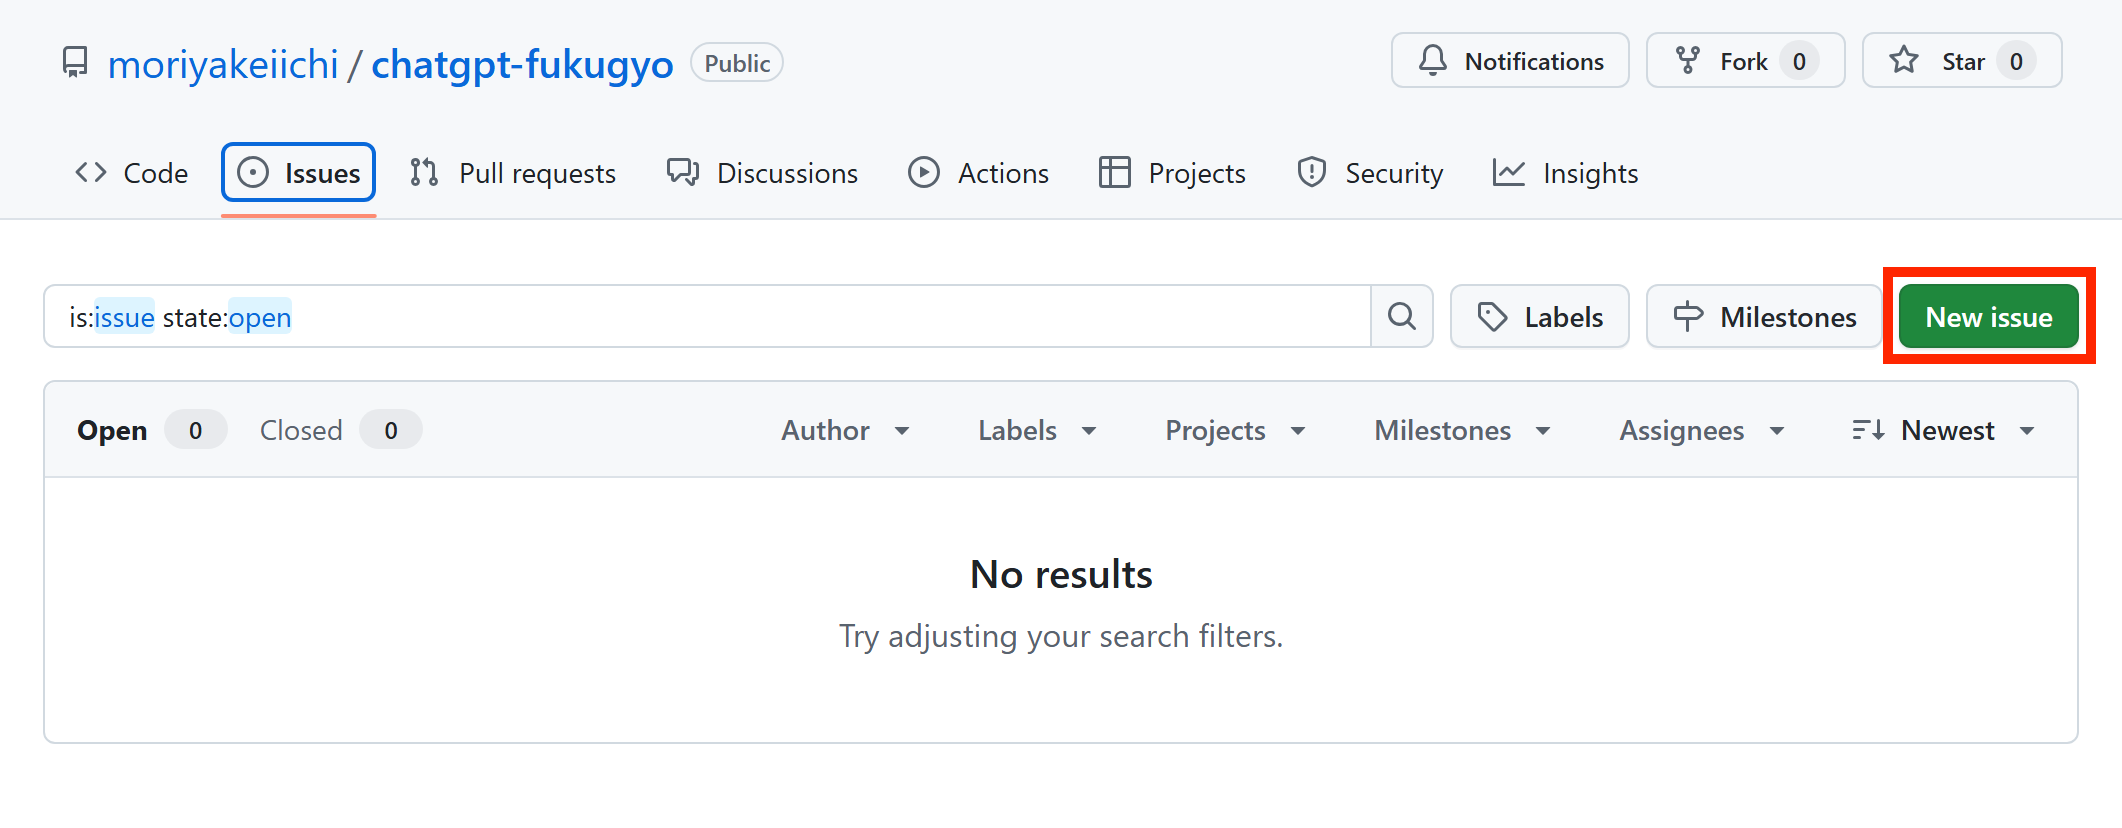 moriyakeiichi / chatgpt-fukugyo Public Notifications Fork 0 Star 0
Code Issues Pull requests Discussions Actions Projects Security Insights
is:issue state:open Labels Milestones New issue
Open 0 Closed 0 Author Labels Projects Milestones Assignees Newest
No results
Try adjusting your search filters.